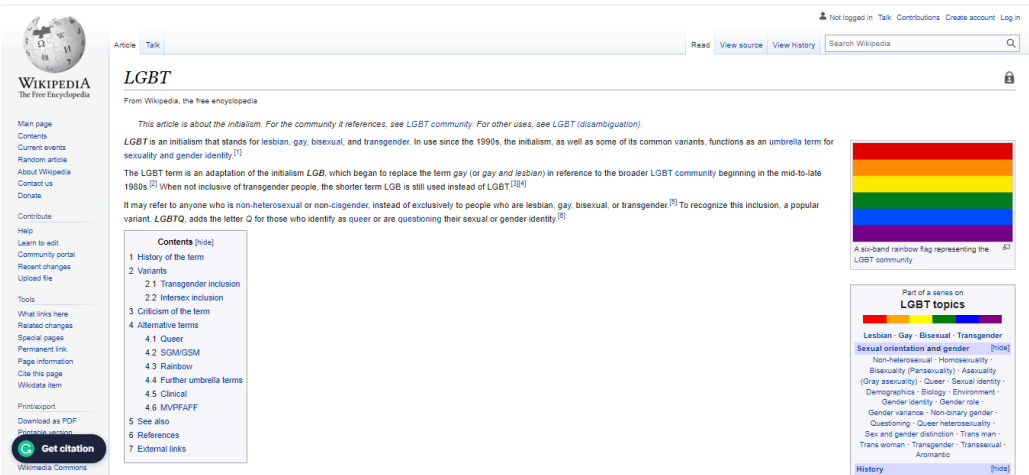 Not logged in Talk Contributions Create account Log in
WIKIPEDIA
The Free Encyclopedia
Main page
Contents
Current events
Random article
About Wikipedia
Contact us
Donate
Contribute
Help
Learn to edit
Community portal
Recent changes
Upload file
Tools
What links here
Related changes
Special pages
Permanent link
Page information
Cite this page
Wikidata item
Print/export
Download as PDF
Printable version
Get citation
Wikimedia Commons
Article Talk
Read View source View history Search Wikipedia
LGBT
From Wikipedia, the free encyclopedia
This article is about the initialism. For the community it references, see LGBT community. For other uses, see LGBT (disambiguation).
LGBT is an initialism that stands for lesbian, gay, bisexual, and transgender. In use since the 1990s, the initialism, as well as some of its common variants, functions as an umbrella term for
sexuality and gender identity.[1]
The LGBT term is an adaptation of the initialism LGB, which began to replace the term gay (or gay and lesbian) in reference to the broader LGBT community beginning in the mid-to-late
1980s.[2] When not inclusive of transgender people, the shorter term LGB is still used instead of LGBT.[3][4]
It may refer to anyone who is non-heterosexual or non-cisgender, instead of exclusively to people who are lesbian, gay, bisexual, or transgender.[5] To recognize this inclusion, a popular
variant, LGBTQ, adds the letter Q for those who identify as queer or are questioning their sexual or gender identity.[6]
Contents [hide]
1 History of the term
2 Variants
2.1 Transgender inclusion
2.2 Intersex inclusion
3 Criticism of the term
4 Alternative terms
4.1 Queer
4.2 SGM/GSM
4.3 Rainbow
4.4 Further umbrella terms
4.5 Clinical
4.6 MVPFAFF
5 See also
6 References
7 External links
A six-band rainbow flag representing the
LGBT community
Part of a series on
LGBT topics
Lesbian · Gay · Bisexual · Transgender
Sexual orientation and gender [hide]
Non-heterosexual · Homosexuality ·
Bisexuality (Pansexuality) · Asexuality
(Gray asexuality) · Queer · Sexual identity ·
Demographics · Biology · Environment ·
Gender identity · Gender role ·
Gender variance · Non-binary gender ·
Questioning · Queer heterosexuality ·
Sex and gender distinction · Trans man ·
Trans woman · Transgender · Transsexual ·
Aromantic
History [hide]